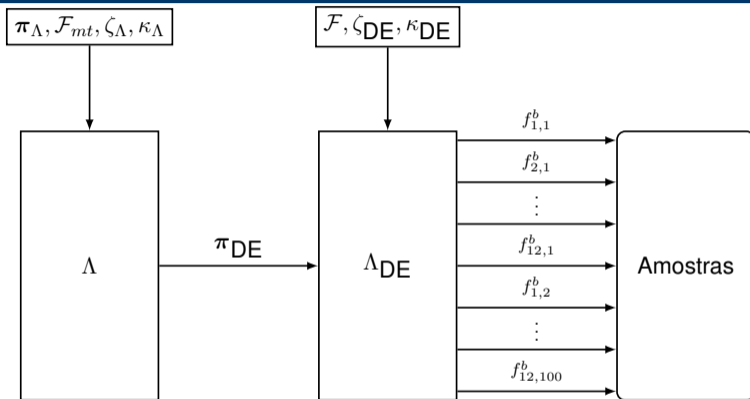 π_Λ, ℱ_mt, ζ_Λ, κ_Λ
ℱ, ζ_DE, κ_DE
Λ
π_DE
Λ_DE
f^b_{1,1}
f^b_{2,1}
⋮
f^b_{12,1}
f^b_{1,2}
⋮
f^b_{12,100}
Amostras